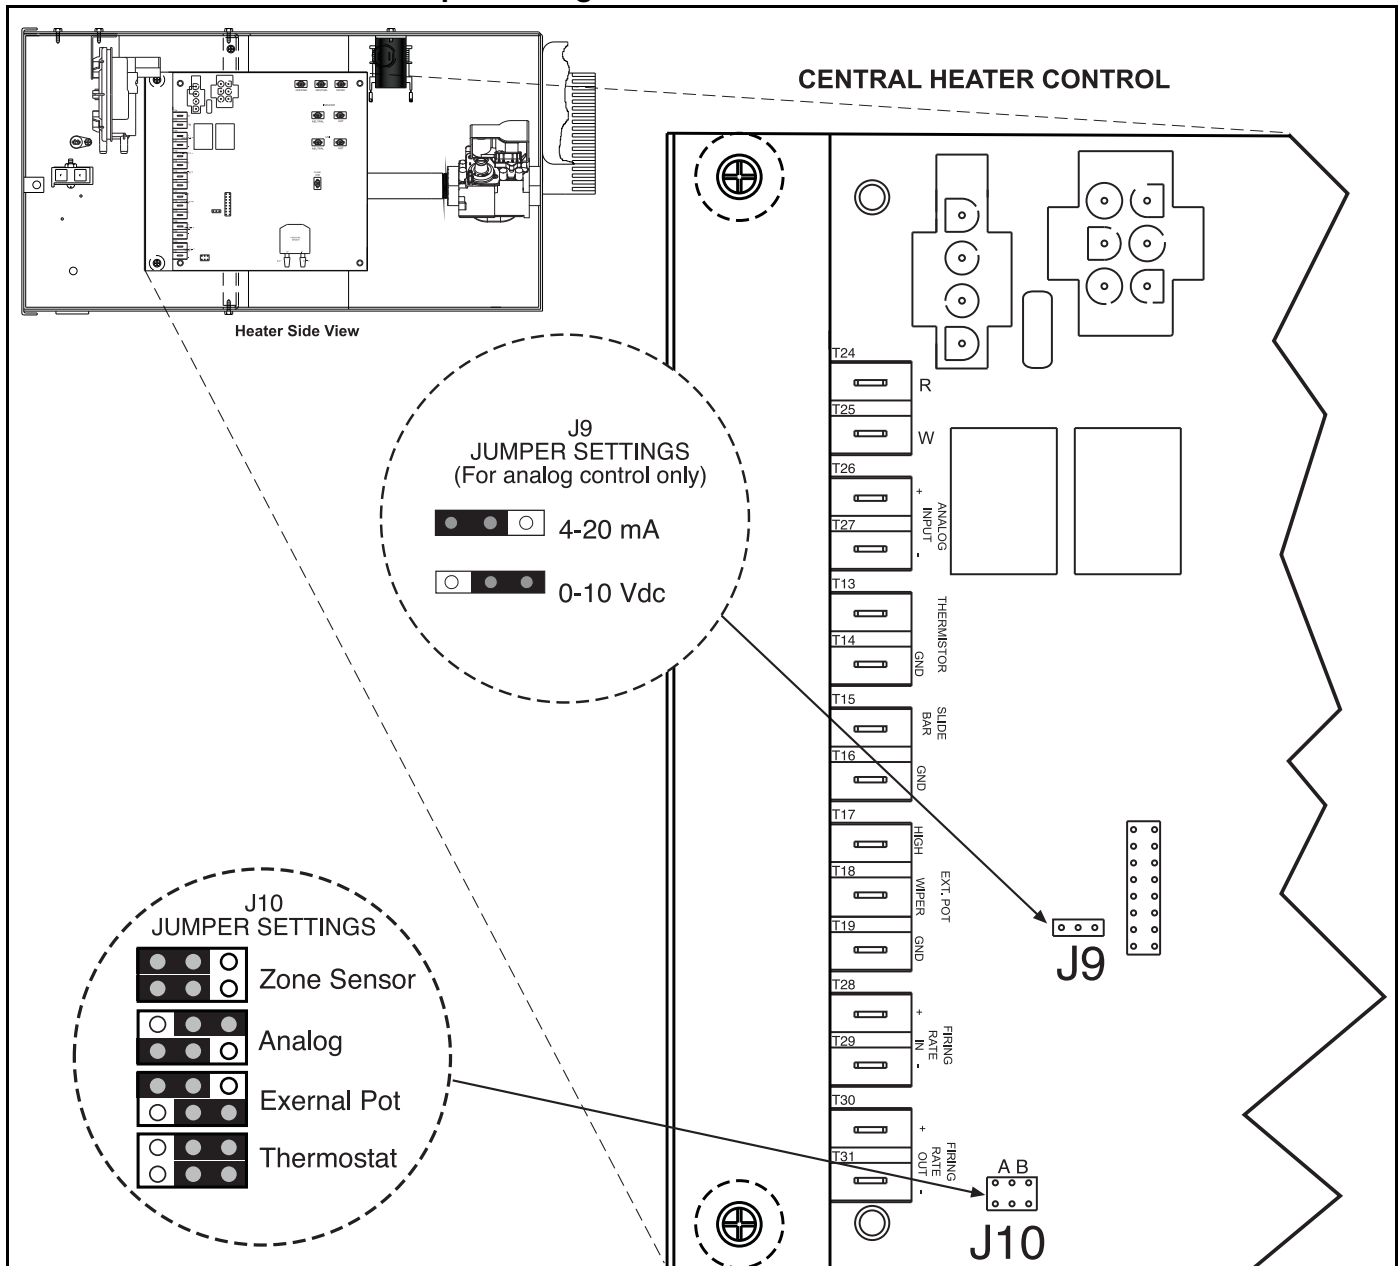 CENTRAL HEATER CONTROL
Heater Side View
J9
JUMPER SETTINGS
(For analog control only)
4-20 mA
0-10 Vdc
T24
R
T25
W
T26
+
ANALOG
INPUT
T27
-
T13
THERMISTOR
T14
GND
T15
SLIDE
BAR
T16
GND
T17
HIGH
T18
WIPER
EXT. POT
T19
GND
T28
+
FIRING
RATE
IN
T29
-
T30
+
FIRING
RATE
OUT
T31
-
J9
A B
J10
J10
JUMPER SETTINGS
Zone Sensor
Analog
Exernal Pot
Thermostat